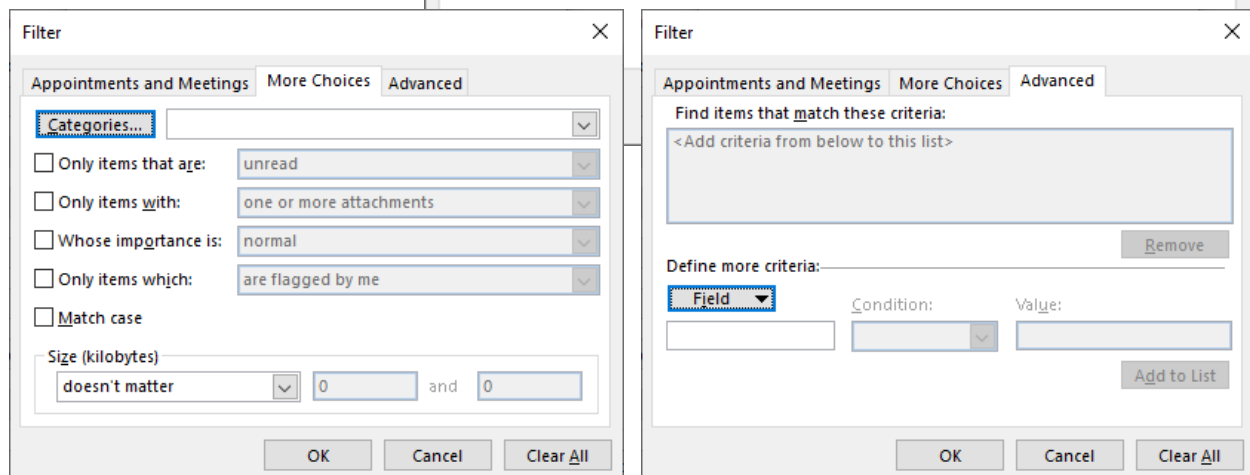 Filter
Appointments and Meetings More Choices Advanced
Categories...
Only items that are: unread
Only items with: one or more attachments
Whose importance is: normal
Only items which: are flagged by me
Match case
Size (kilobytes)
doesn't matter 0 and 0
OK Cancel Clear All
Filter
Appointments and Meetings More Choices Advanced
Find items that match these criteria:
<Add criteria from below to this list>
Remove
Define more criteria:
Field Condition: Value:
Add to List
OK Cancel Clear All